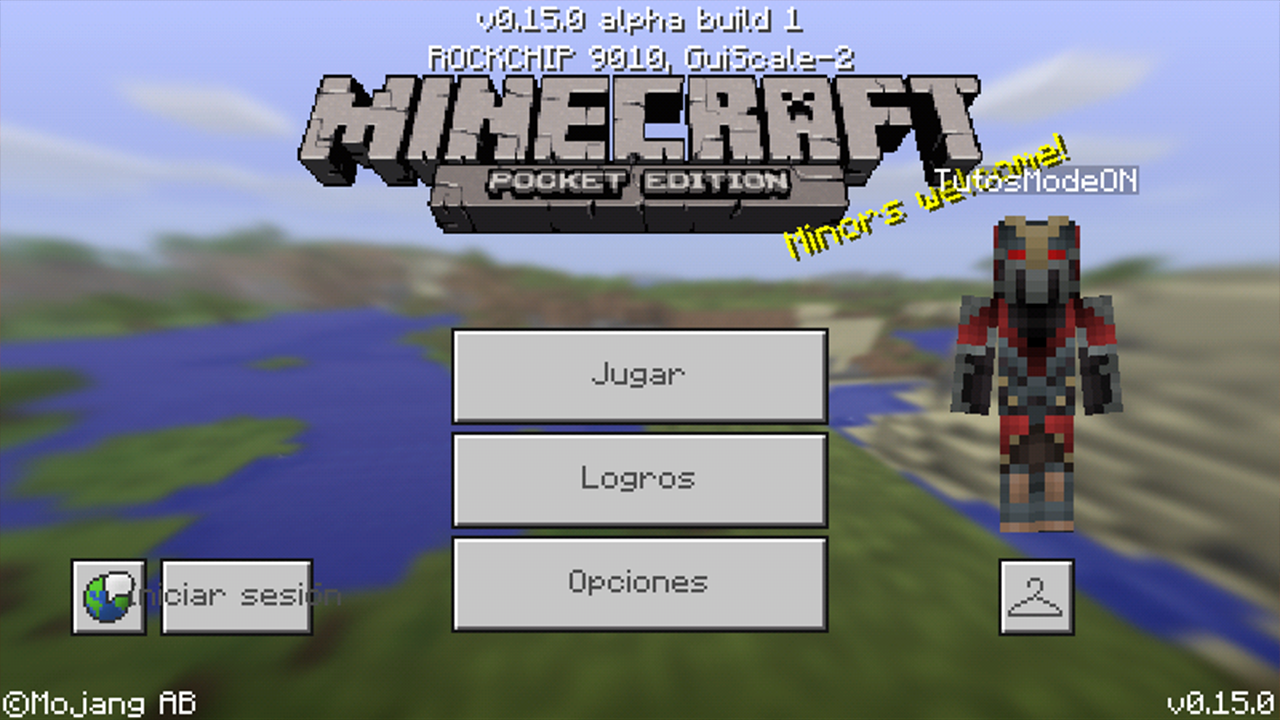 v0.15.0 alpha build 1
ROCKCHIP 9010, GuiScale-2
MINECRAFT
POCKET EDITION
Minors welcome!
TutosModeON
Jugar
Logros
Opciones
Iniciar sesión
©Mojang AB
v0.15.0